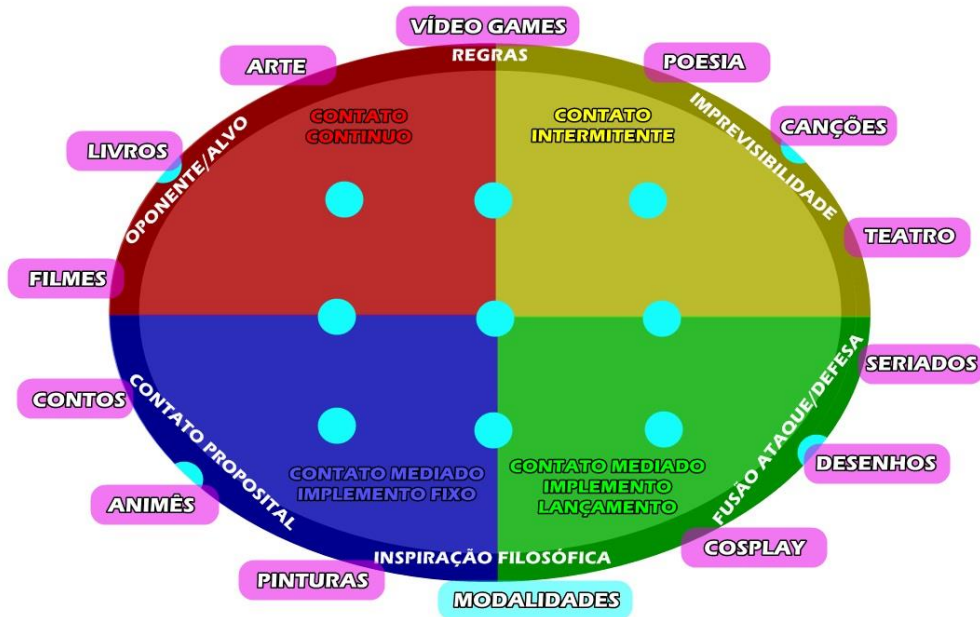 VÍDEO GAMES
REGRAS
ARTE
POESIA
LIVROS
CANÇÕES
OPONENTE/ALVO
IMPREVISIBILIDADE
CONTATO
CONTINUO
CONTATO
INTERMITENTE
TEATRO
FILMES
SERIADOS
CONTOS
CONTATO PROPOSITAL
FUSÃO ATAQUE/DEFESA
CONTATO MEDIADO
IMPLEMENTO FIXO
CONTATO MEDIADO
IMPLEMENTO
LANÇAMENTO
DESENHOS
ANIMÊS
COSPLAY
INSPIRAÇÃO FILOSÓFICA
PINTURAS
MODALIDADES